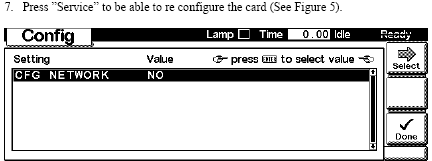 7. Press ”Service” to be able to re configure the card (See Figure 5).
Config
Lamp Time 0.00 Idle Ready
Setting Value press to select value
CFG NETWORK NO
Select
Done